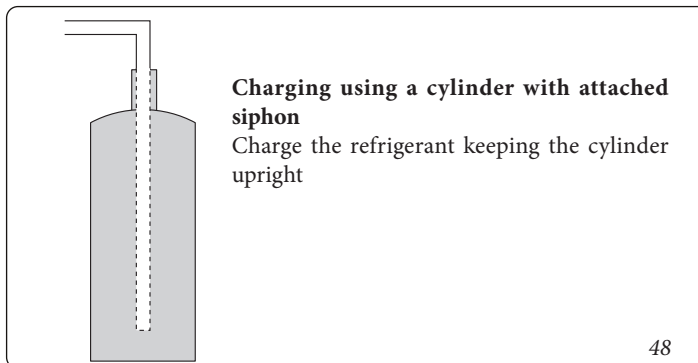 Charging using a cylinder with attached
siphon
Charge the refrigerant keeping the cylinder
upright
48